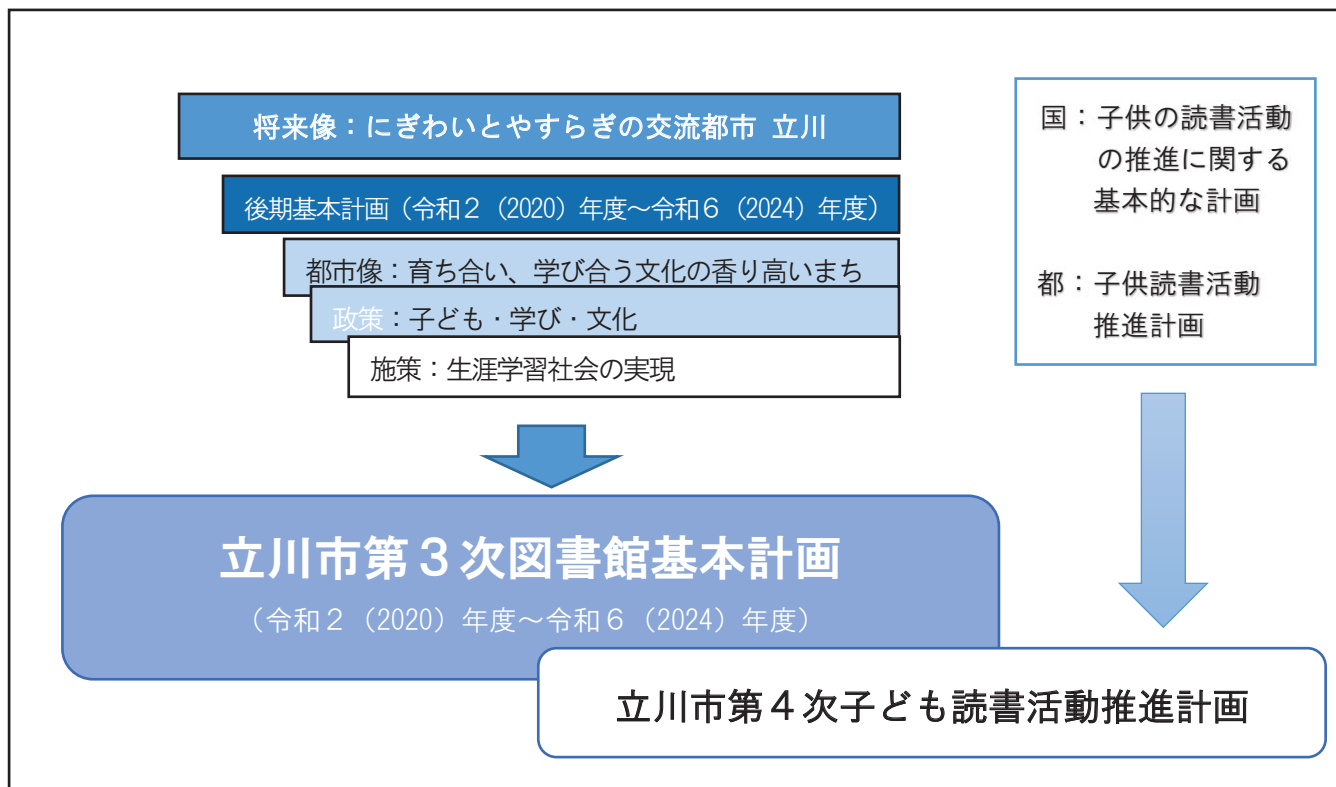 将来像：にぎわいとやすらぎの交流都市 立川
後期基本計画（令和２（2020）年度～令和６（2024）年度）
都市像：育ち合い、学び合う文化の香り高いまち
政策：子ども・学び・文化
施策：生涯学習社会の実現
国：子供の読書活動
の推進に関する
基本的な計画
都：子供読書活動
推進計画
立川市第３次図書館基本計画
（令和２（2020）年度～令和６（2024）年度）
立川市第４次子ども読書活動推進計画